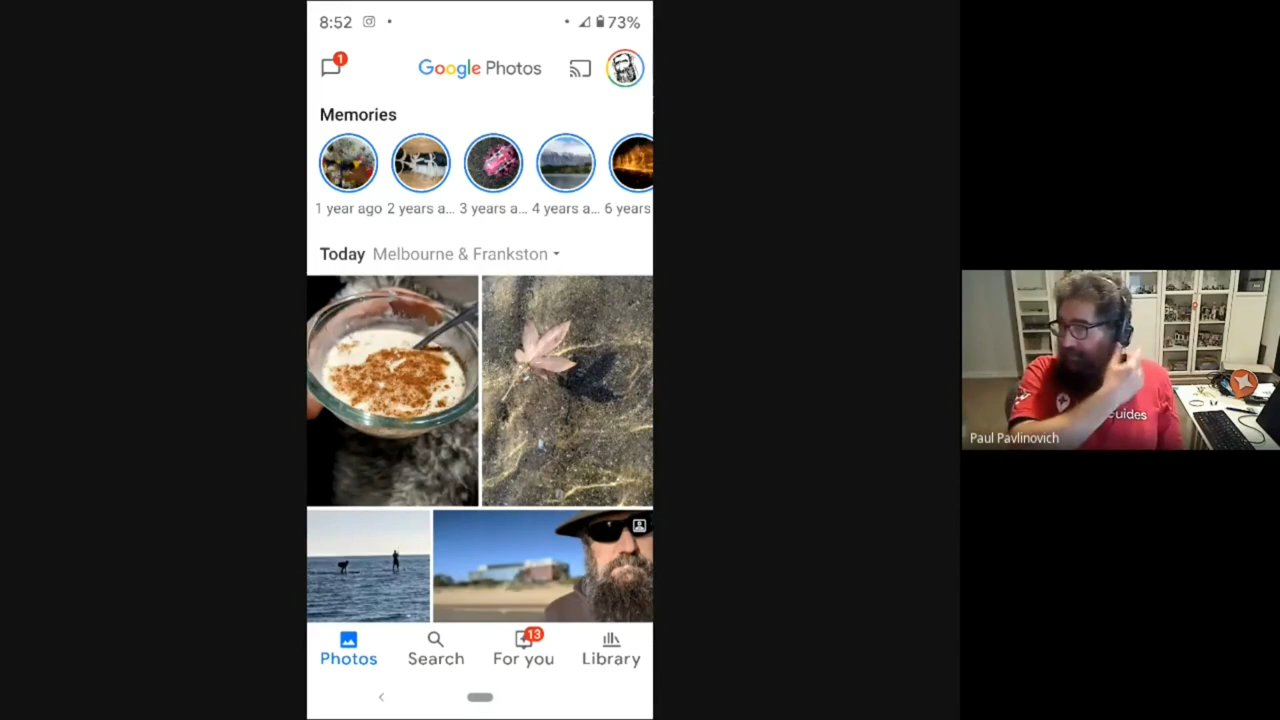 8:52
73%
1
Google Photos
Memories
1 year ago 2 years a... 3 years a... 4 years a... 6 years
Today Melbourne & Frankston
13
Photos Search For you Library
uides
Paul Pavlinovich